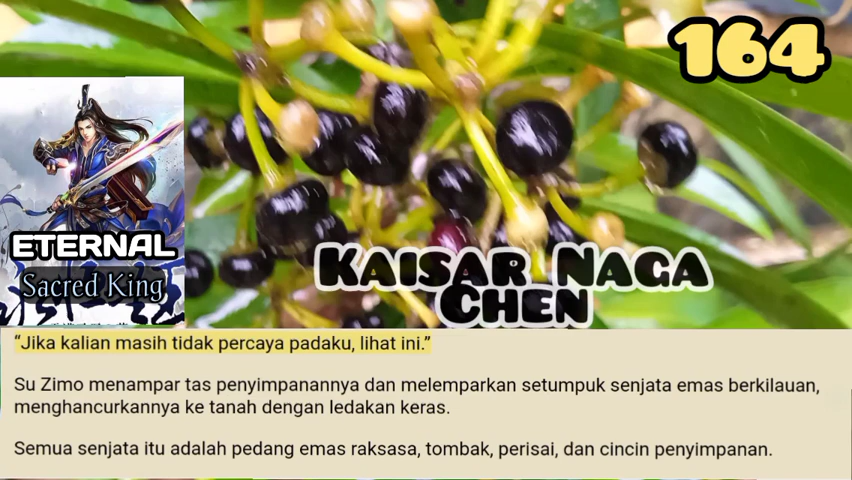 164
ETERNAL
Sacred King
KAISAR NAGA
CHEN
“Jika kalian masih tidak percaya padaku, lihat ini.”
Su Zimo menampar tas penyimpanannya dan melemparkan setumpuk senjata emas berkilauan,
menghancurkannya ke tanah dengan ledakan keras.
Semua senjata itu adalah pedang emas raksasa, tombak, perisai, dan cincin penyimpanan.